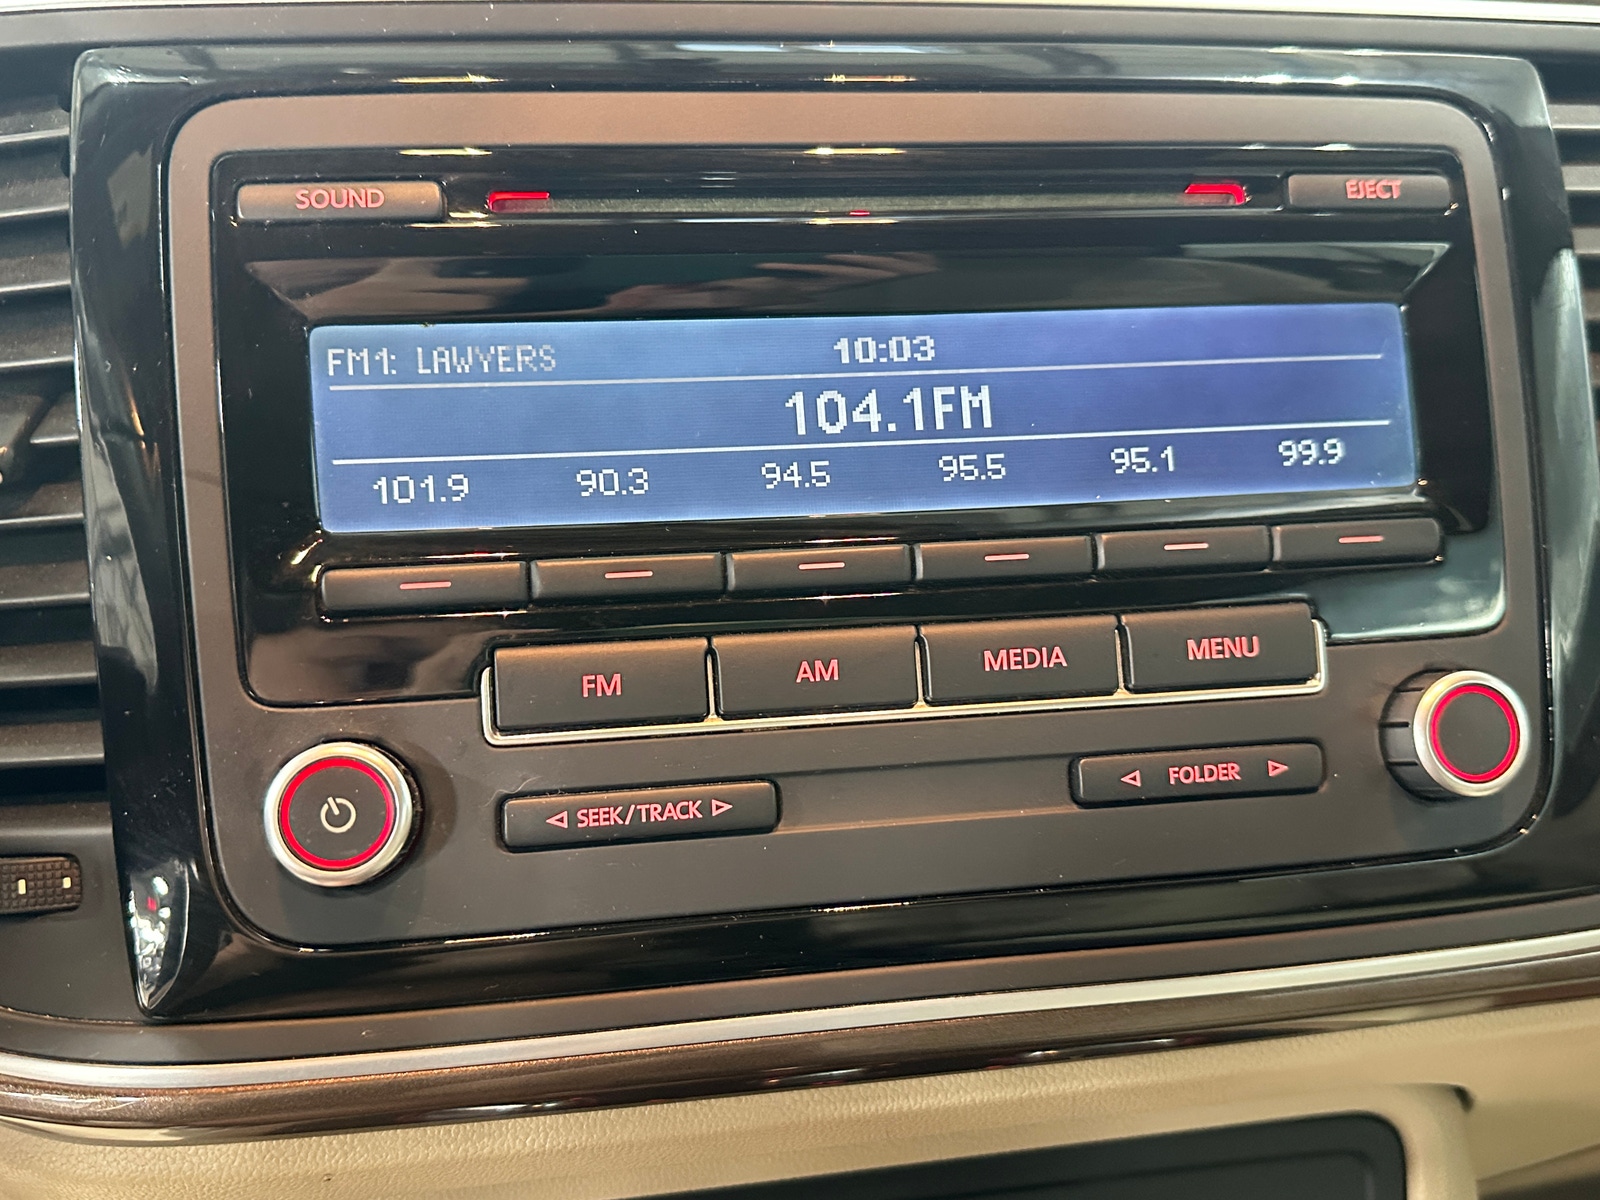 SOUND EJECT
FM1: LAWYERS 10:03
104.1FM
101.9 90.3 94.5 95.5 95.1 99.9
FM AM MEDIA MENU
SEEK/TRACK FOLDER